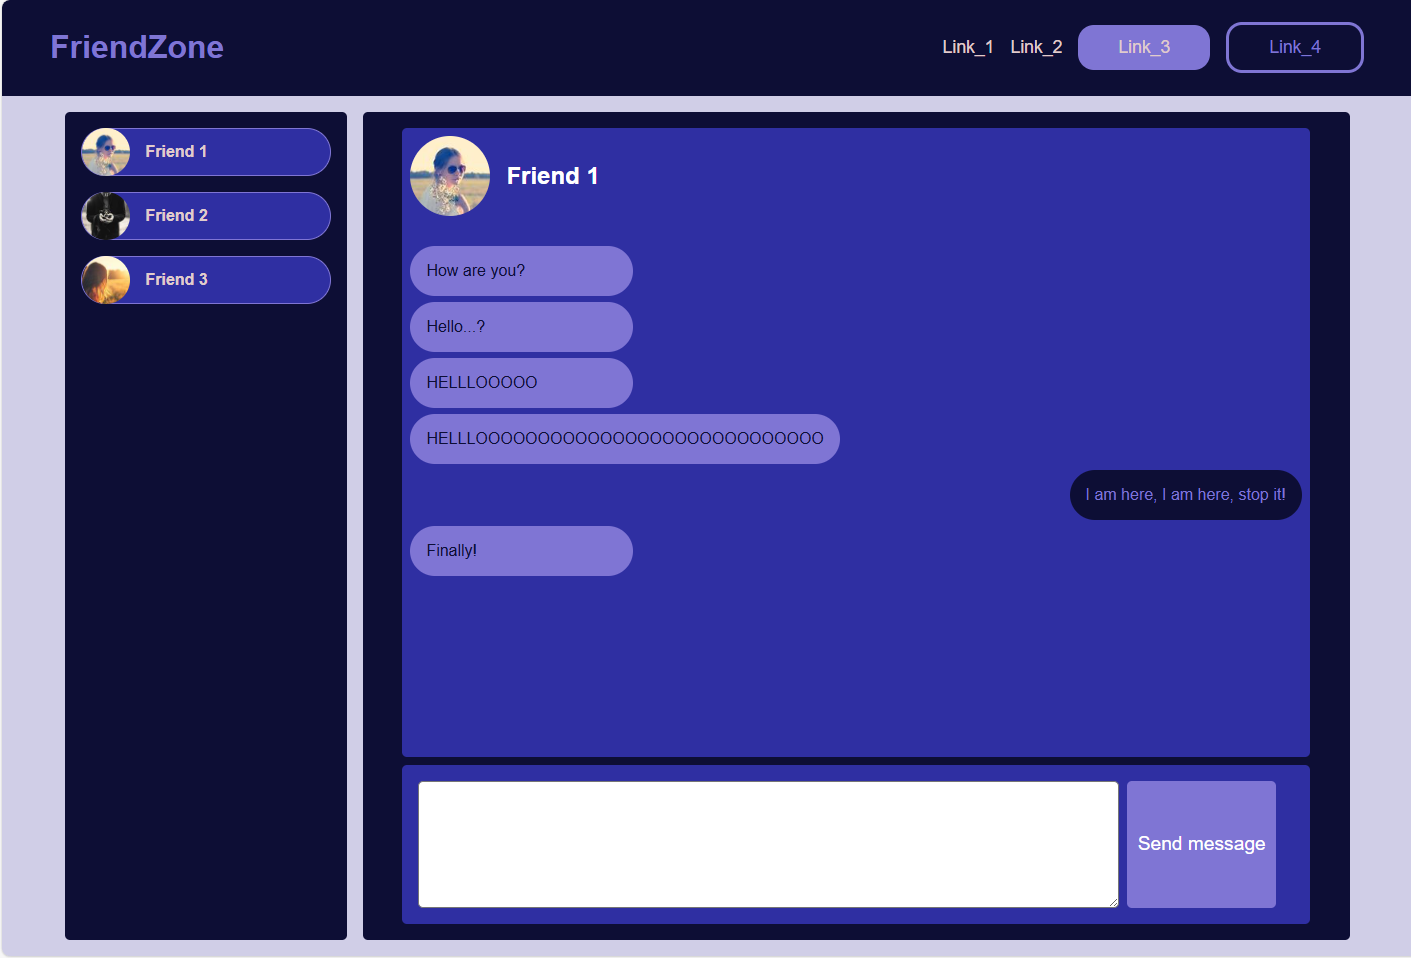 FriendZone
Link_1 Link_2 Link_3 Link_4
Friend 1
Friend 2
Friend 3
Friend 1
How are you?
Hello...?
HELLLOOOOO
HELLLOOOOOOOOOOOOOOOOOOOOOOOOOOOO
I am here, I am here, stop it!
Finally!
Send message